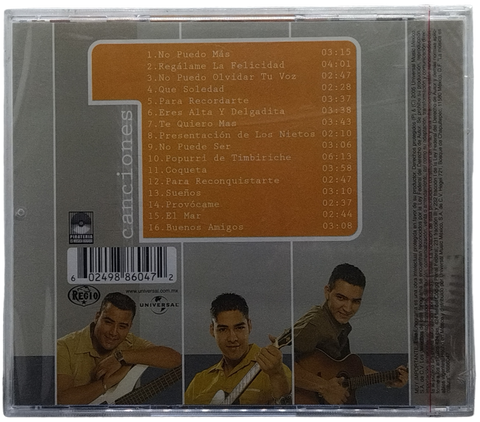 canciones
1.No Puedo Más 03:15
2.Regálame La Felicidad 04:01
3.No Puedo Olvidar Tu Voz 02:47
4.Que Soledad 02:28
5.Para Recordarte 03:37
6.Eres Alta Y Delgadita 03:38
7.Te Quiero Mas 03:43
8.Presentación de Los Nietos 02:10
9.No Puede Ser 03:06
10.Popurrí de Timbiriche 06:13
11.Coqueta 03:58
12.Para Reconquistarte 02:47
13.Sueños 03:10
14.Provócame 02:37
15.El Mar 02:44
16.Buenos Amigos 03:08
6 02498 86047 2
www.universal.com.mx
REGIO
UNIVERSAL